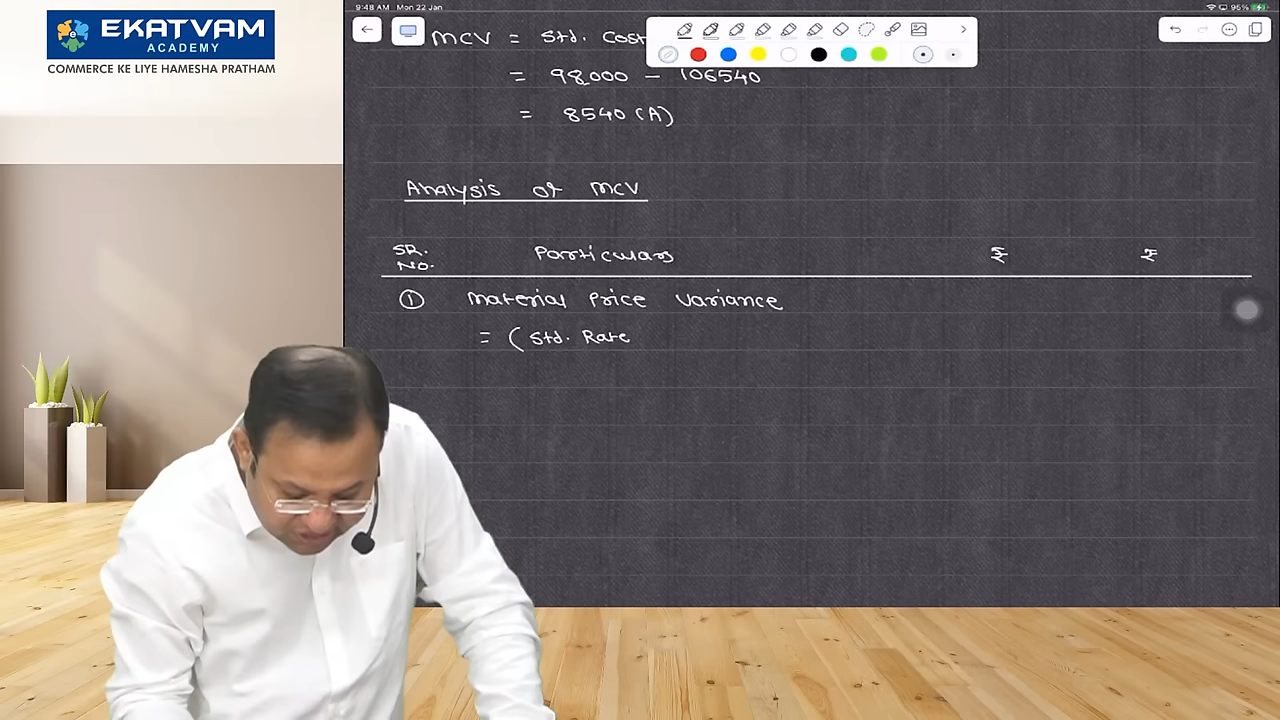 EKATVAM
ACADEMY
COMMERCE KE LIYE HAMESHA PRATHAM
9:48 AM Mon 22 Jan
95%
MCV = Std. Cost
= 98000 - 106540
= 8540 (A)
Analysis of MCV
SR. No. Particulars ₹ ₹
① Material Price Variance
= ( Std. Rate